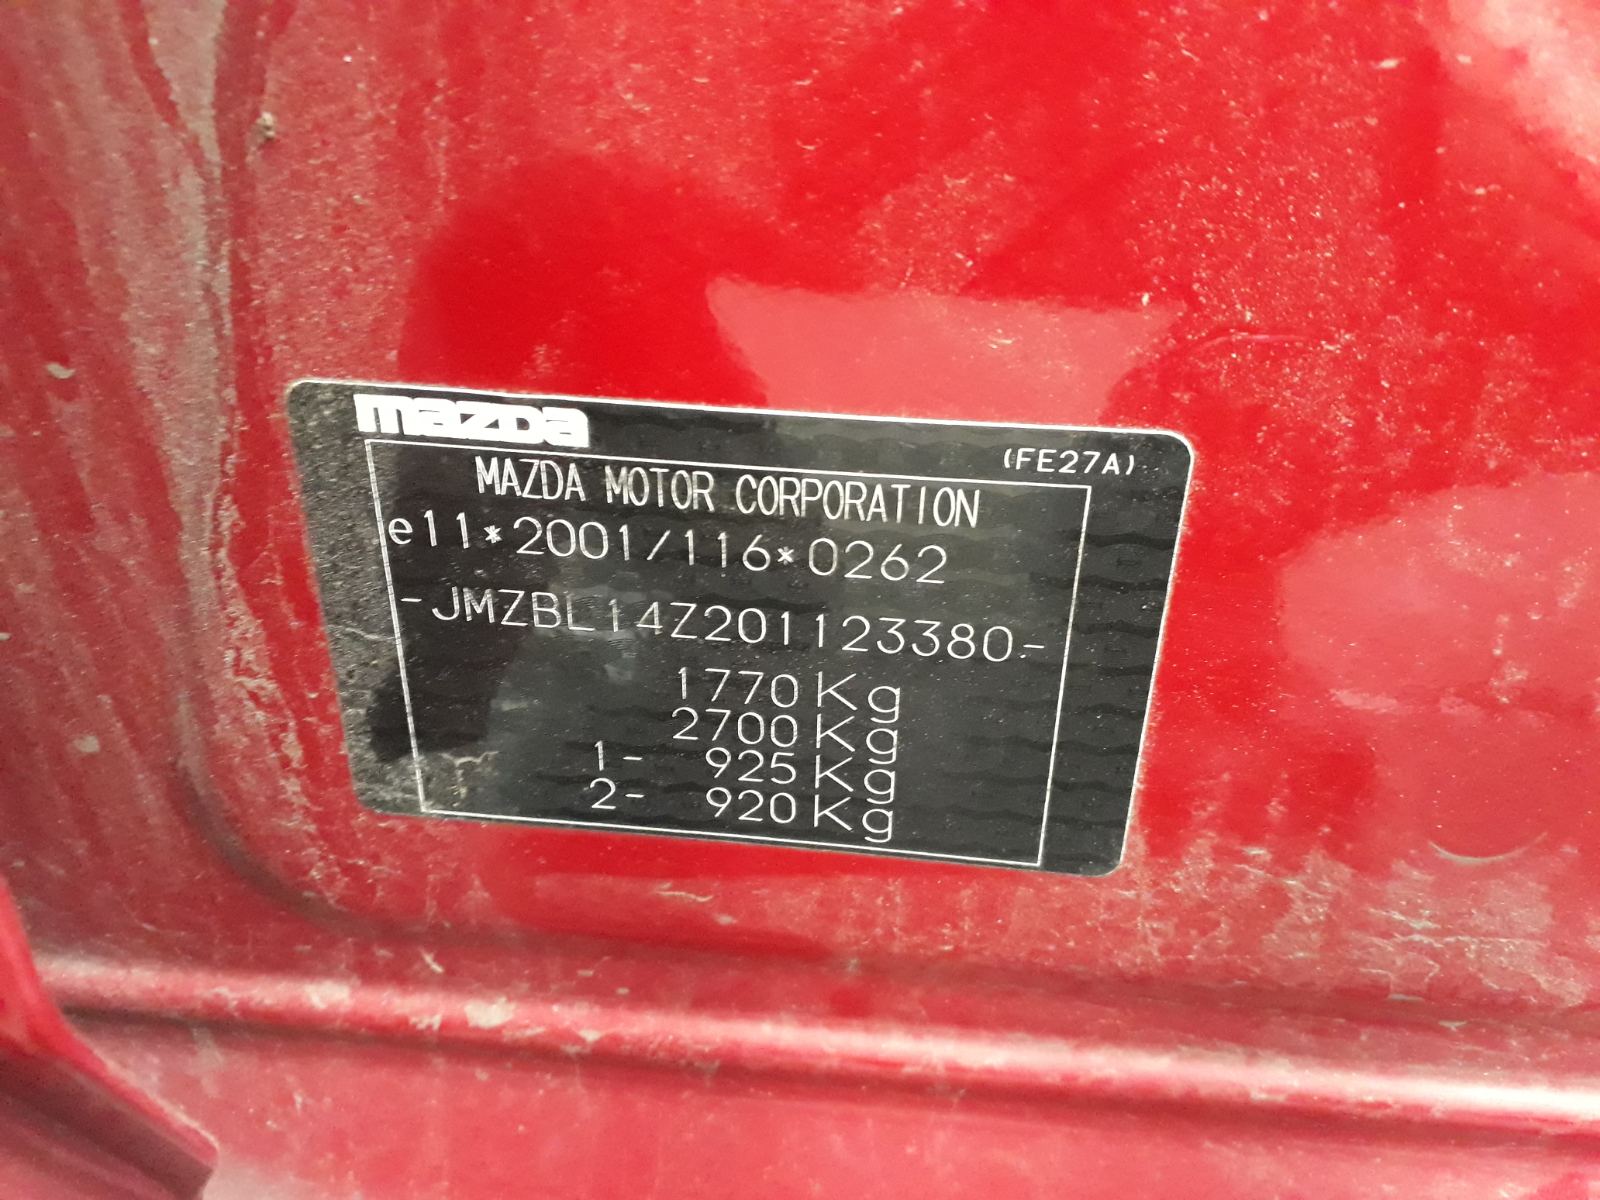 mazda
(FE27A)
MAZDA MOTOR CORPORATION
e11*2001/116*0262
-JMZBL14Z201123380-
1770Kg
2700Kg
1- 925Kg
2- 920Kg